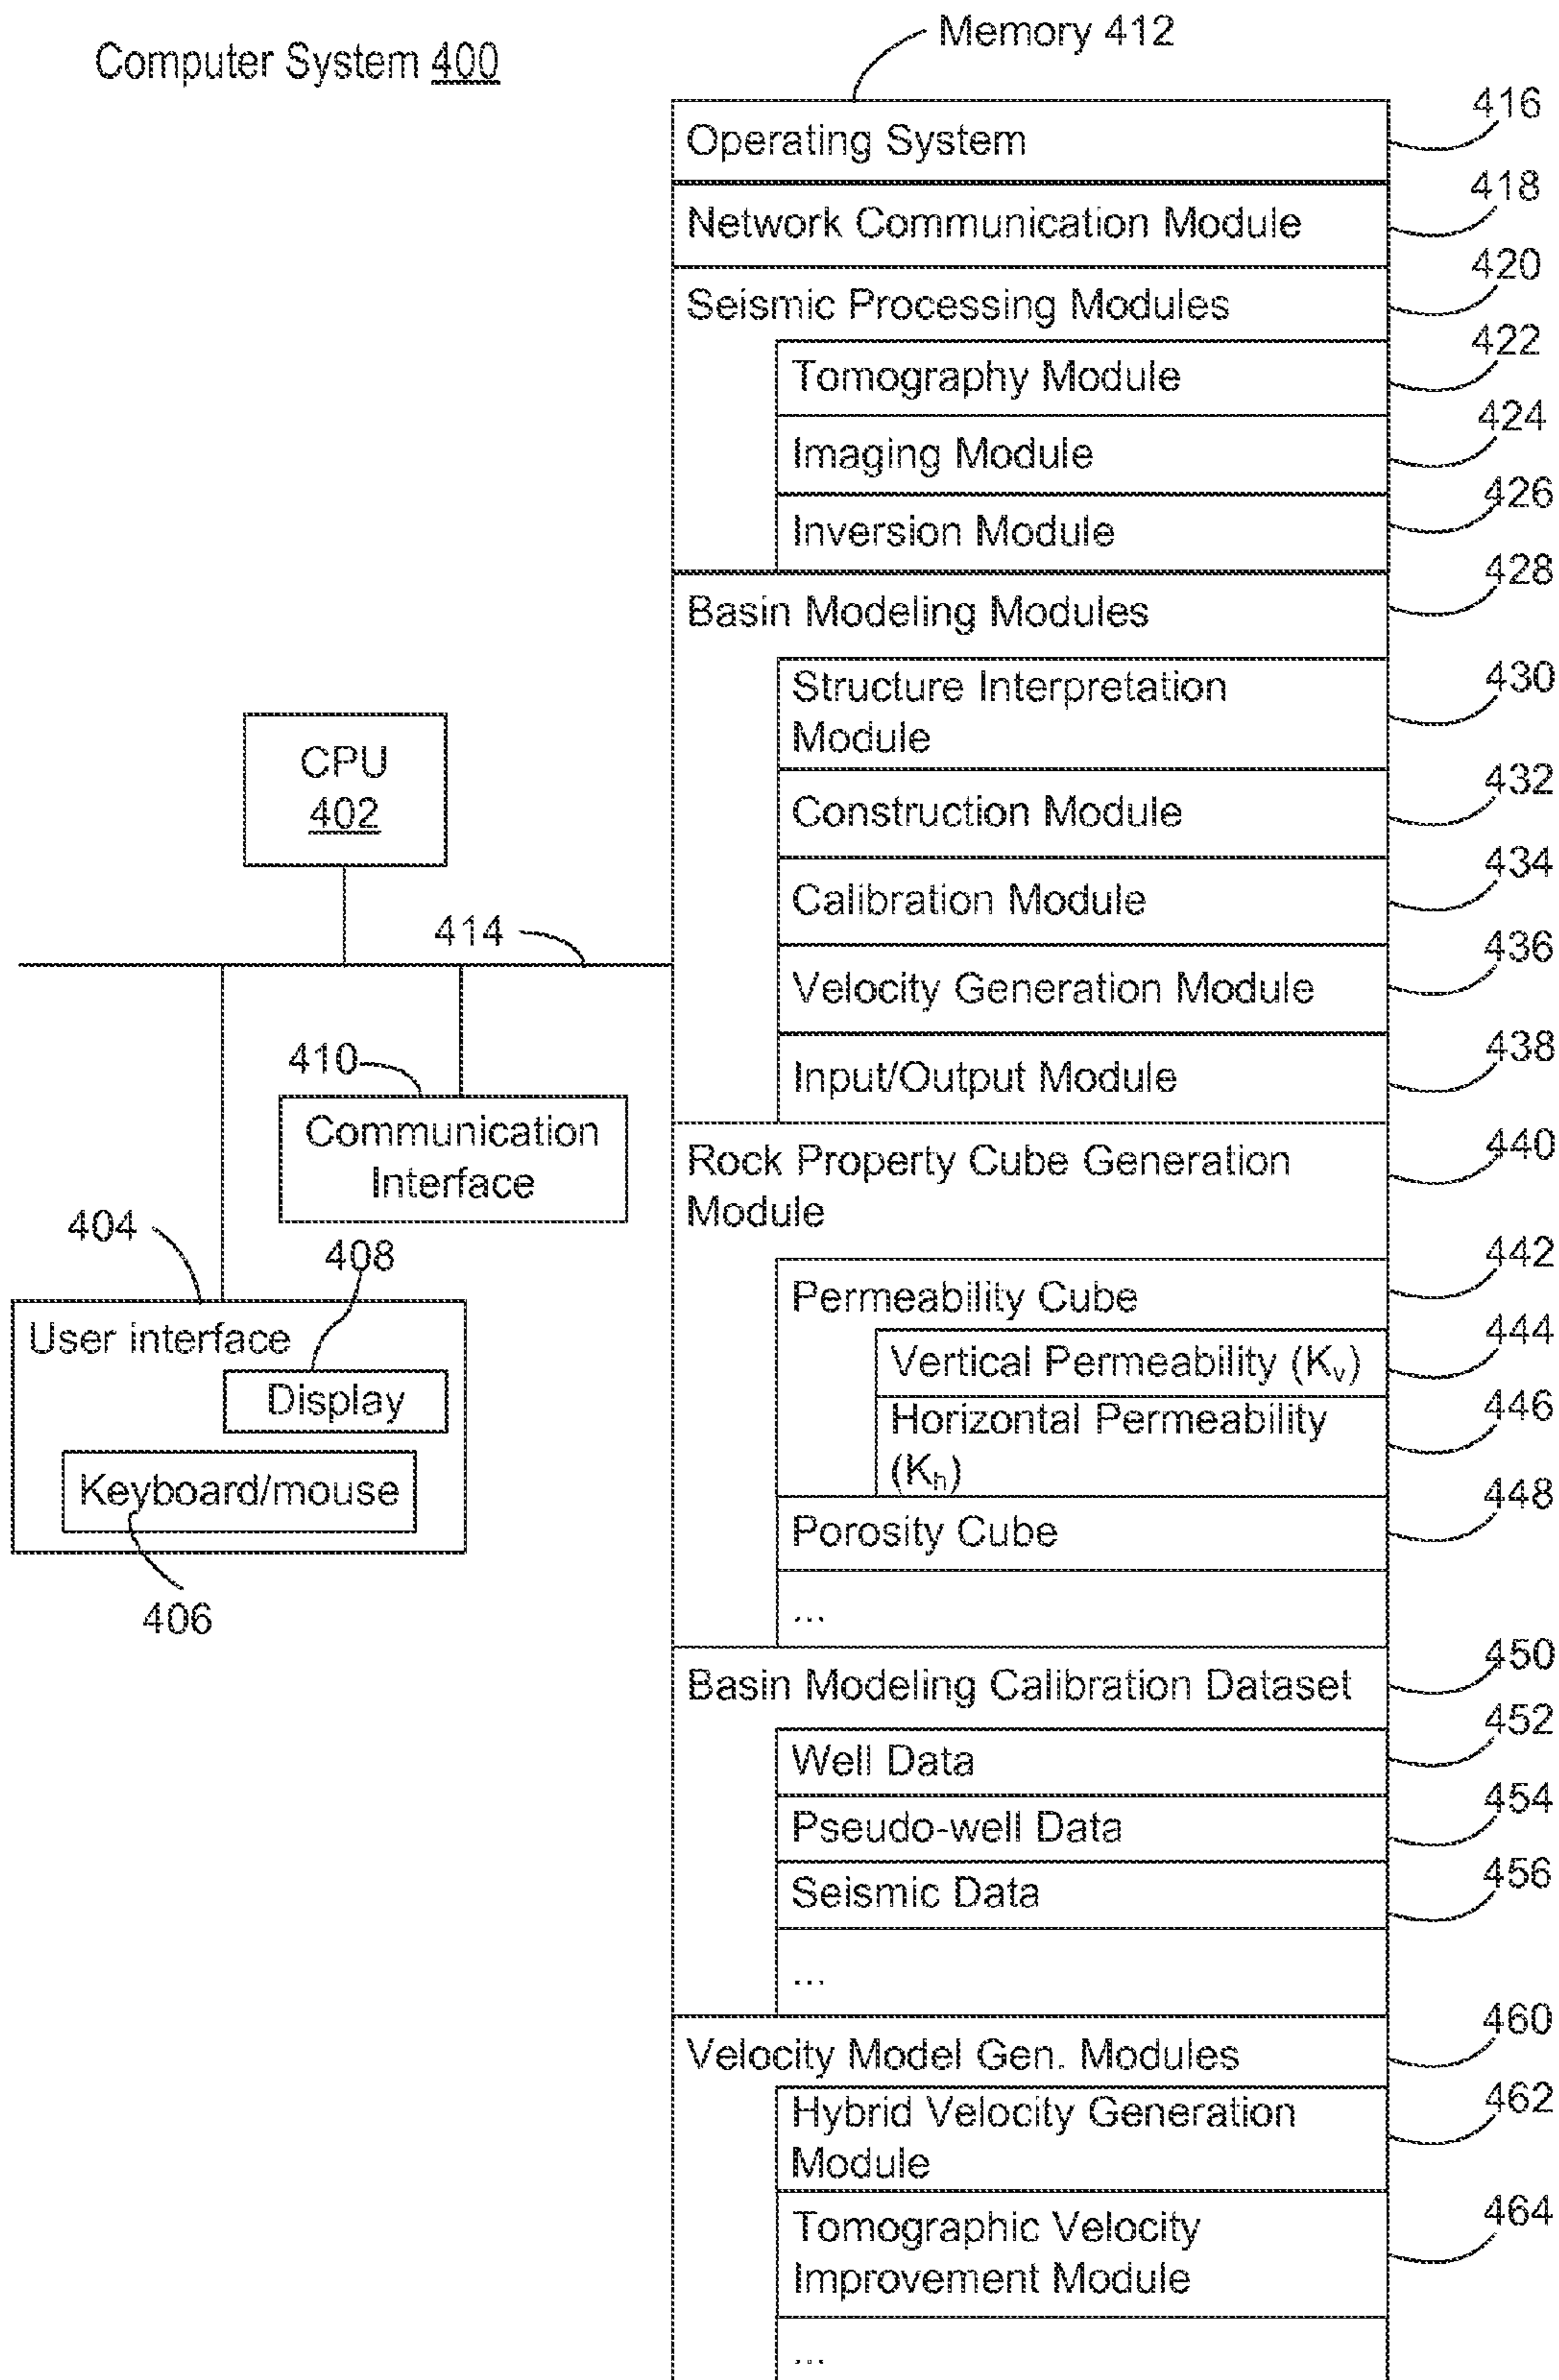 Computer System 400
Memory 412
Operating System
416
Network Communication Module
418
Seismic Processing Modules
420
Tomography Module
422
Imaging Module
424
Inversion Module
426
Basin Modeling Modules
428
Structure Interpretation
Module
430
Construction Module
432
Calibration Module
434
Velocity Generation Module
436
Input/Output Module
438
Rock Property Cube Generation
Module
440
Permeability Cube
442
Vertical Permeability (Kv)
444
Horizontal Permeability
(Kh)
446
Porosity Cube
448
...
Basin Modeling Calibration Dataset
450
Well Data
452
Pseudo-well Data
454
Seismic Data
456
...
Velocity Model Gen. Modules
460
Hybrid Velocity Generation
Module
462
Tomographic Velocity
Improvement Module
464
...
CPU
402
414
410
Communication
Interface
404
408
User interface
Display
Keyboard/mouse
406